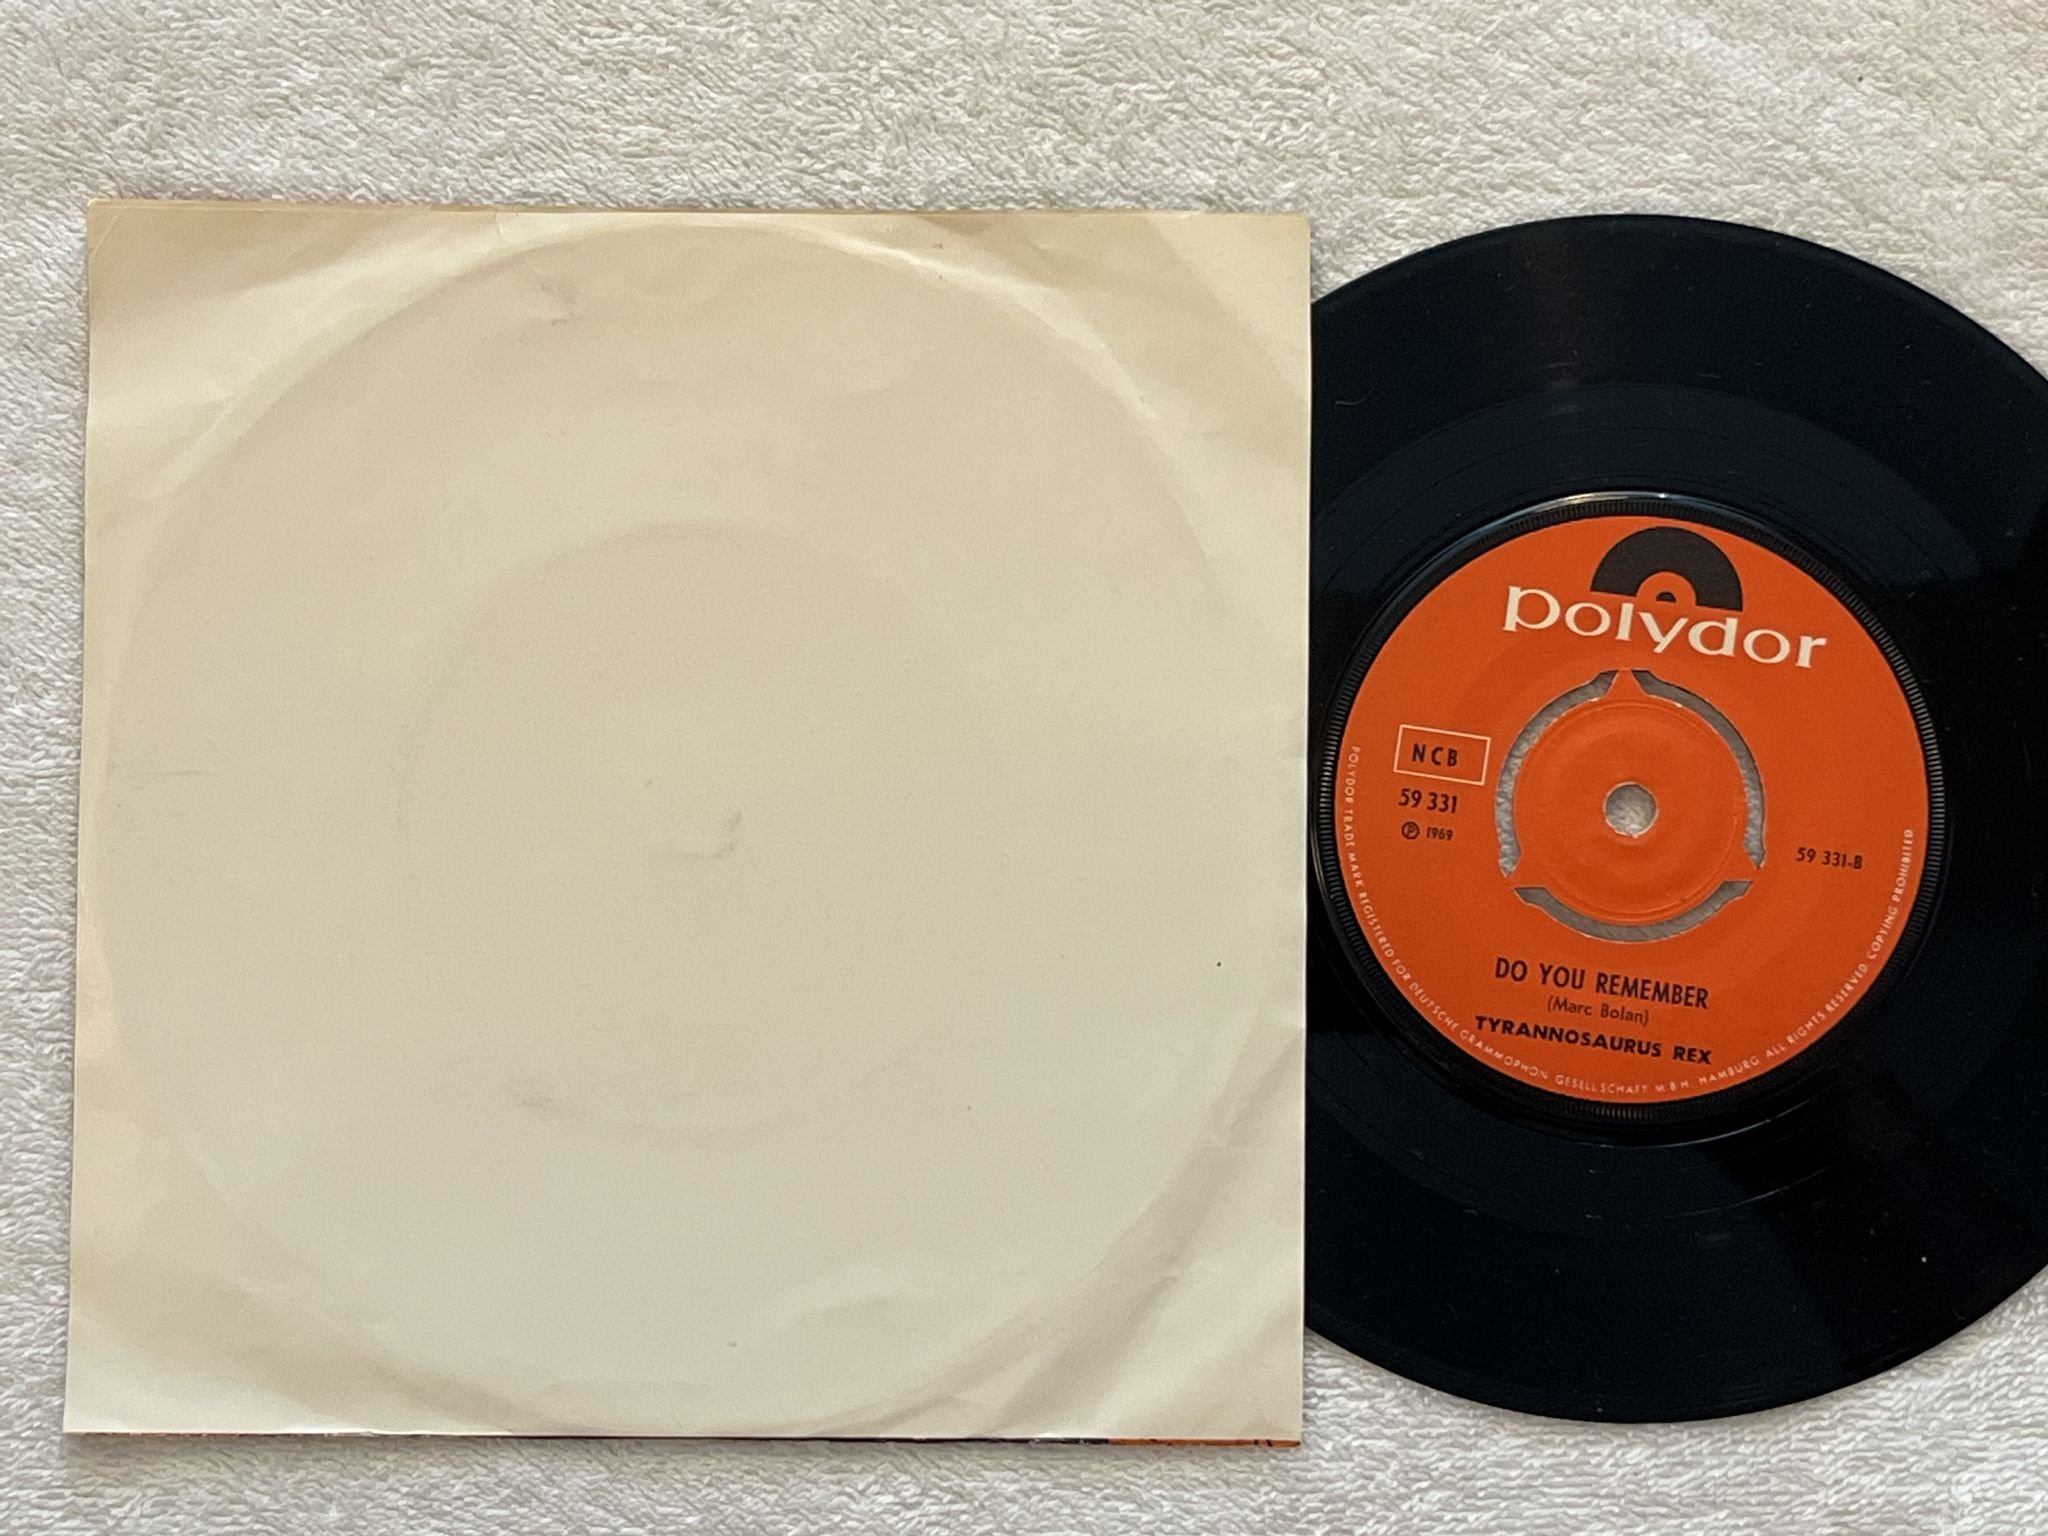 polydor
NCB
59 331
℗ 1969
59 331-B
DO YOU REMEMBER
(Marc Bolan)
TYRANNOSAURUS REX
POLYDOR TRADE MARK REGISTERED FOR DEUTSCHE GRAMMOPHON GESELLSCHAFT M.B.H. HAMBURG. ALL RIGHTS RESERVED. COPYING PROHIBITED